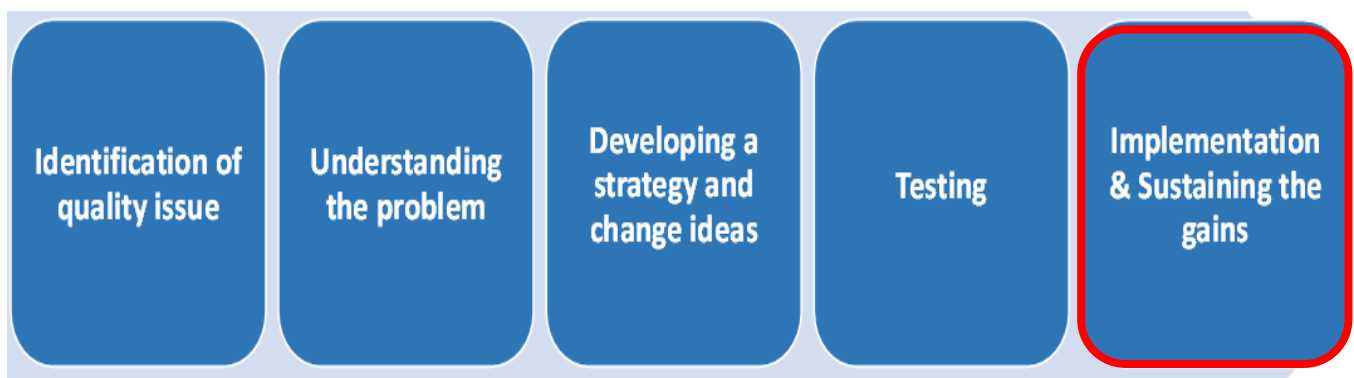 Identification of
quality issue
Understanding
the problem
Developing a
strategy and
change ideas
Testing
Implementation
& Sustaining the
gains